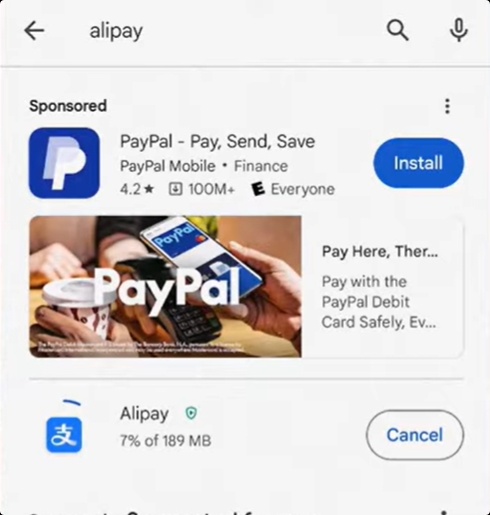 alipay
Sponsored
PayPal - Pay, Send, Save
PayPal Mobile • Finance
Install
4.2★ 100M+ E Everyone
PayPal
PayPal
Pay Here, Ther...
Pay with the
PayPal Debit
Card Safely, Ev...
Alipay
支
7% of 189 MB
Cancel